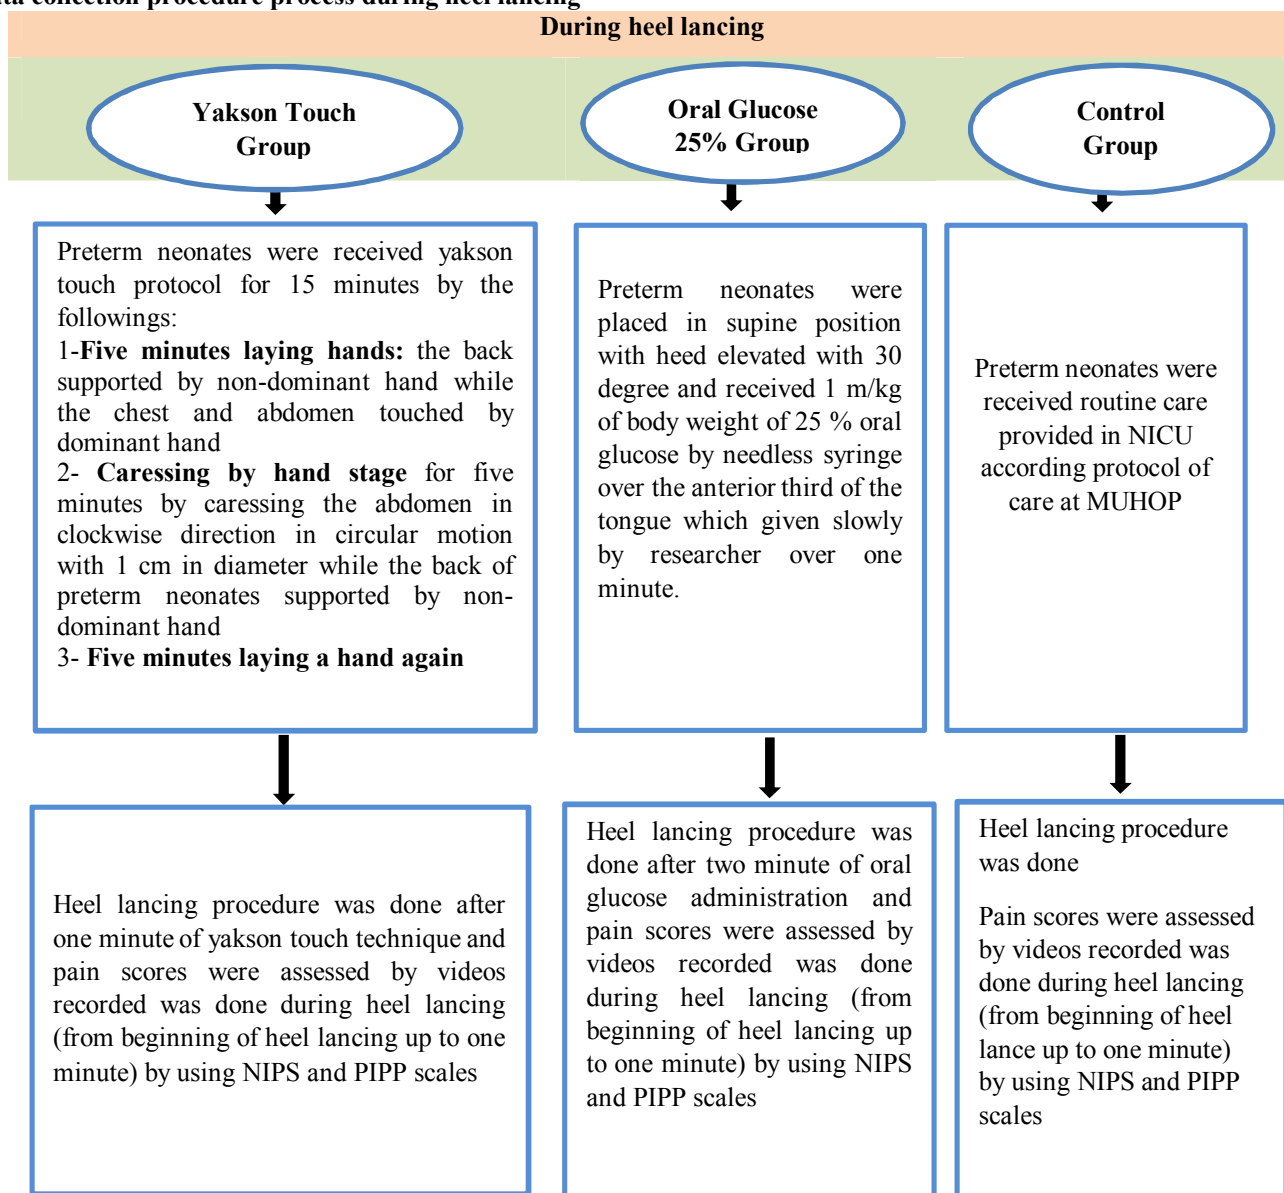 ata collection procedure process during heel lancing
During heel lancing
Yakson Touch
Group
Oral Glucose
25% Group
Control
Group
Preterm neonates were received yakson
touch protocol for 15 minutes by the
followings:
1-Five minutes laying hands: the back
supported by non-dominant hand while
the chest and abdomen touched by
dominant hand
2- Caressing by hand stage for five
minutes by caressing the abdomen in
clockwise direction in circular motion
with 1 cm in diameter while the back of
preterm neonates supported by non-
dominant hand
3- Five minutes laying a hand again
Preterm neonates were
placed in supine position
with heed elevated with 30
degree and received 1 m/kg
of body weight of 25 % oral
glucose by needless syringe
over the anterior third of the
tongue which given slowly
by researcher over one
minute.
Preterm neonates were
received routine care
provided in NICU
according protocol of
care at MUHOP
Heel lancing procedure was done after
one minute of yakson touch technique and
pain scores were assessed by videos
recorded was done during heel lancing
(from beginning of heel lancing up to one
minute) by using NIPS and PIPP scales
Heel lancing procedure was
done after two minute of oral
glucose administration and
pain scores were assessed by
videos recorded was done
during heel lancing (from
beginning of heel lancing up
to one minute) by using NIPS
and PIPP scales
Heel lancing procedure
was done
Pain scores were assessed
by videos recorded was
done during heel lancing
(from beginning of heel
lance up to one minute)
by using NIPS and PIPP
scales